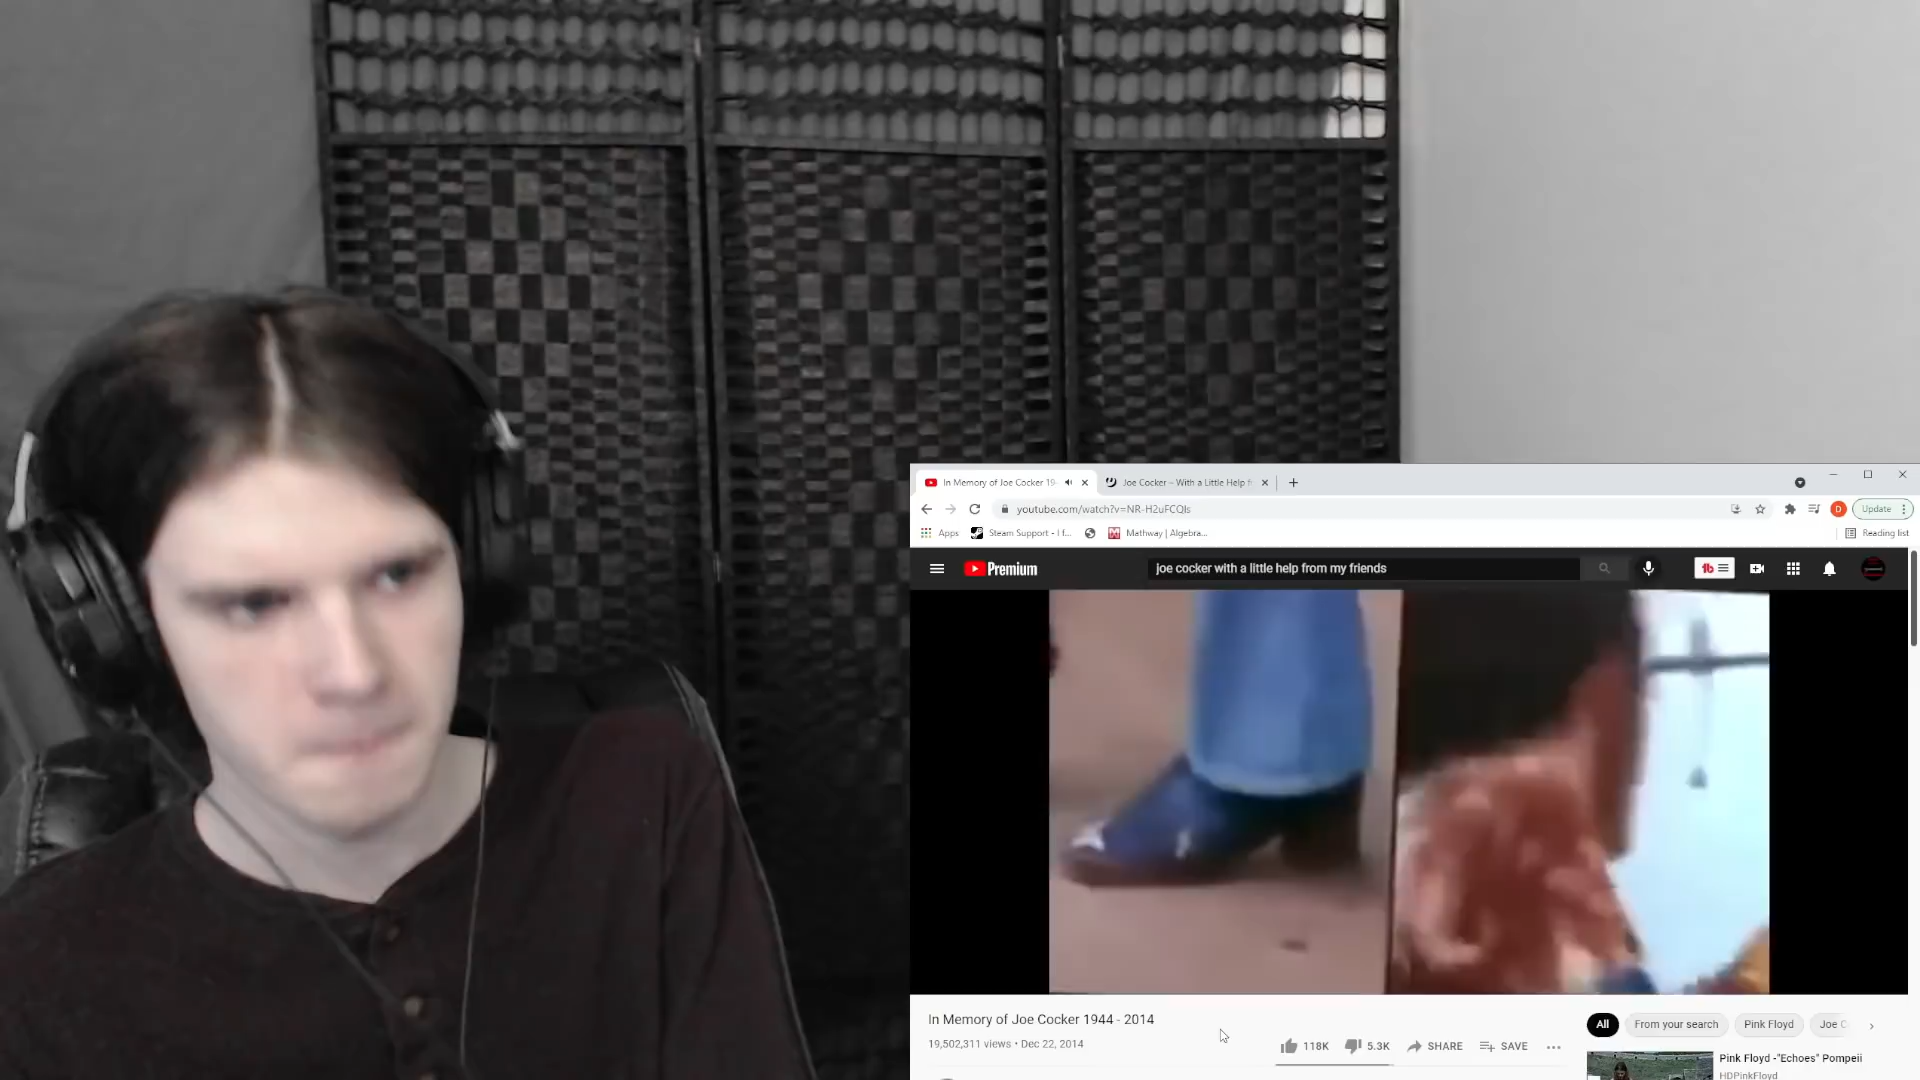 In Memory of Joe Cocker 19
Joe Cocker – With a Little Help f
youtube.com/watch?v=NR-H2uFCQIs
Update
Apps
Steam Support - I f...
Mathway | Algebra...
Reading list
Premium
joe cocker with a little help from my friends
In Memory of Joe Cocker 1944 - 2014
19,502,311 views • Dec 22, 2014
118K
5.3K
SHARE
SAVE
All
From your search
Pink Floyd
Joe C
Pink Floyd -"Echoes" Pompeii
HDPinkFloyd